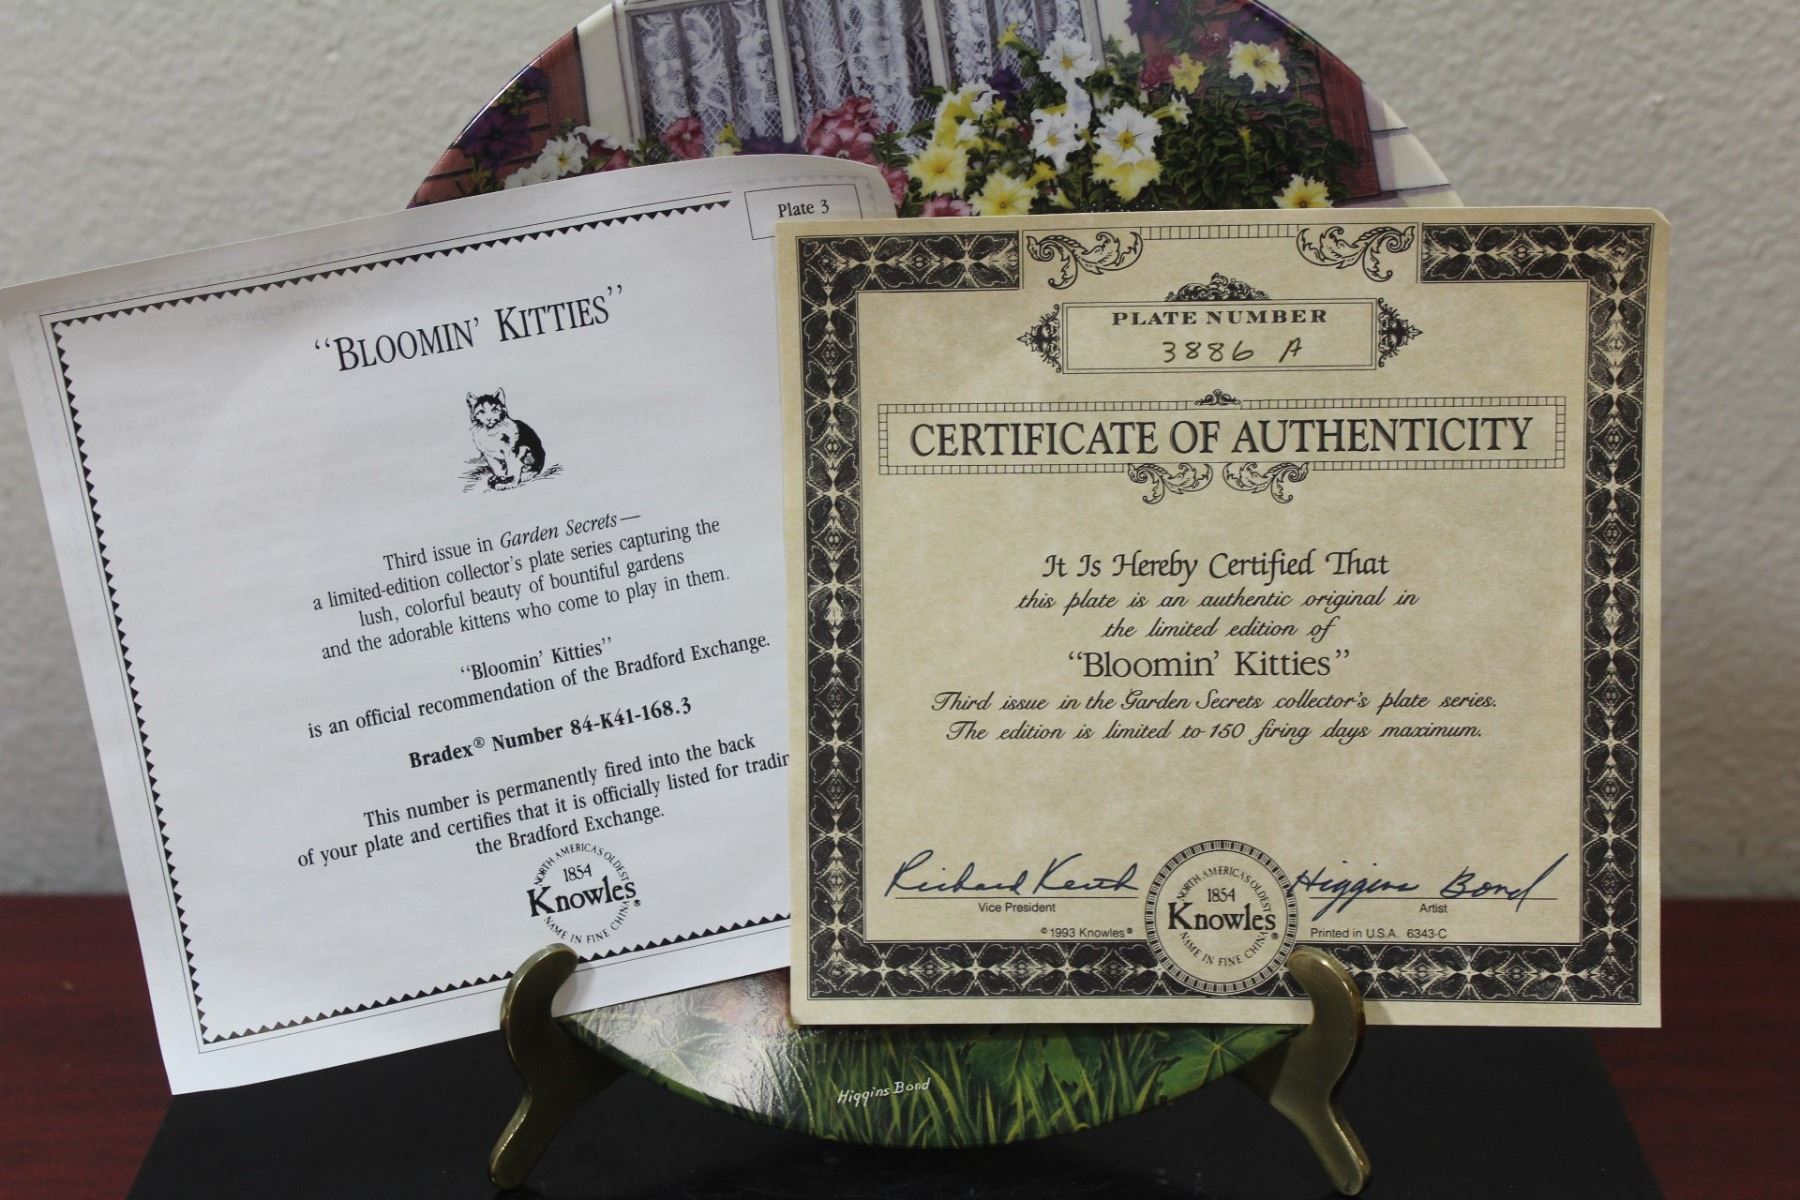 Plate 3
“BLOOMIN’ KITTIES”
Third issue in Garden Secrets—
a limited-edition collector’s plate series capturing the
lush, colorful beauty of bountiful gardens
and the adorable kittens who come to play in them.
“Bloomin’ Kitties”
is an official recommendation of the Bradford Exchange.
Bradex® Number 84-K41-168.3
This number is permanently fired into the back
of your plate and certifies that it is officially listed for
the Bradford Exchange.
NORTH AMERICA'S OLDEST
1854
Knowles®
NAME IN FINE CHINA
PLATE NUMBER
3886 A
CERTIFICATE OF AUTHENTICITY
It Is Hereby Certified That
this plate is an authentic original in
the limited edition of
“Bloomin’ Kitties”
Third issue in the Garden Secrets collector’s plate series.
The edition is limited to 150 firing days maximum.
Richard Keith
Vice President
©1993 Knowles®
NORTH AMERICA'S OLDEST
1854
Knowles®
NAME IN FINE CHINA
Higgins Bond
Artist
Printed in U.S.A. 6343-C
Higgins Bond